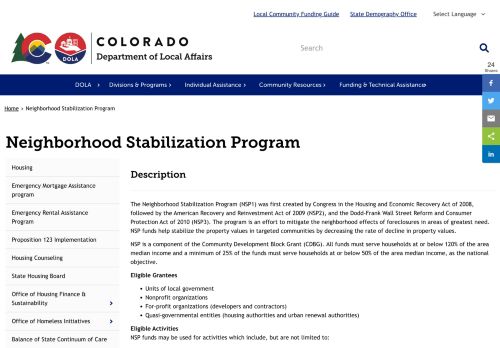 Local Community Funding Guide State Demography Office Select Language
COLORADO
Department of Local Affairs
DOLA
Search
24
Shares
DOLA Divisions & Programs Individual Assistance Community Resources Funding & Technical Assistance
Home > Neighborhood Stabilization Program
Neighborhood Stabilization Program
Housing
Emergency Mortgage Assistance
program
Emergency Rental Assistance
Program
Proposition 123 Implementation
Housing Counseling
State Housing Board
Office of Housing Finance &
Sustainability
Office of Homeless Initiatives
Balance of State Continuum of Care
Description
The Neighborhood Stabilization Program (NSP1) was first created by Congress in the Housing and Economic Recovery Act of 2008,
followed by the American Recovery and Reinvestment Act of 2009 (NSP2), and the Dodd-Frank Wall Street Reform and Consumer
Protection Act of 2010 (NSP3). The program is an effort to mitigate the neighborhood effects of foreclosures in areas of greatest need.
NSP funds help stabilize the property values in targeted communities by decreasing the rate of decline in property values.
NSP is a component of the Community Development Block Grant (CDBG). All funds must serve households at or below 120% of the area
median income and a minimum of 25% of the funds must serve households at or below 50% of the area median income, as the national
objective.
Eligible Grantees
• Units of local government
• Nonprofit organizations
• For-profit organizations (developers and contractors)
• Quasi-governmental entities (housing authorities and urban renewal authorities)
Eligible Activities
NSP funds may be used for activities which include, but are not limited to: